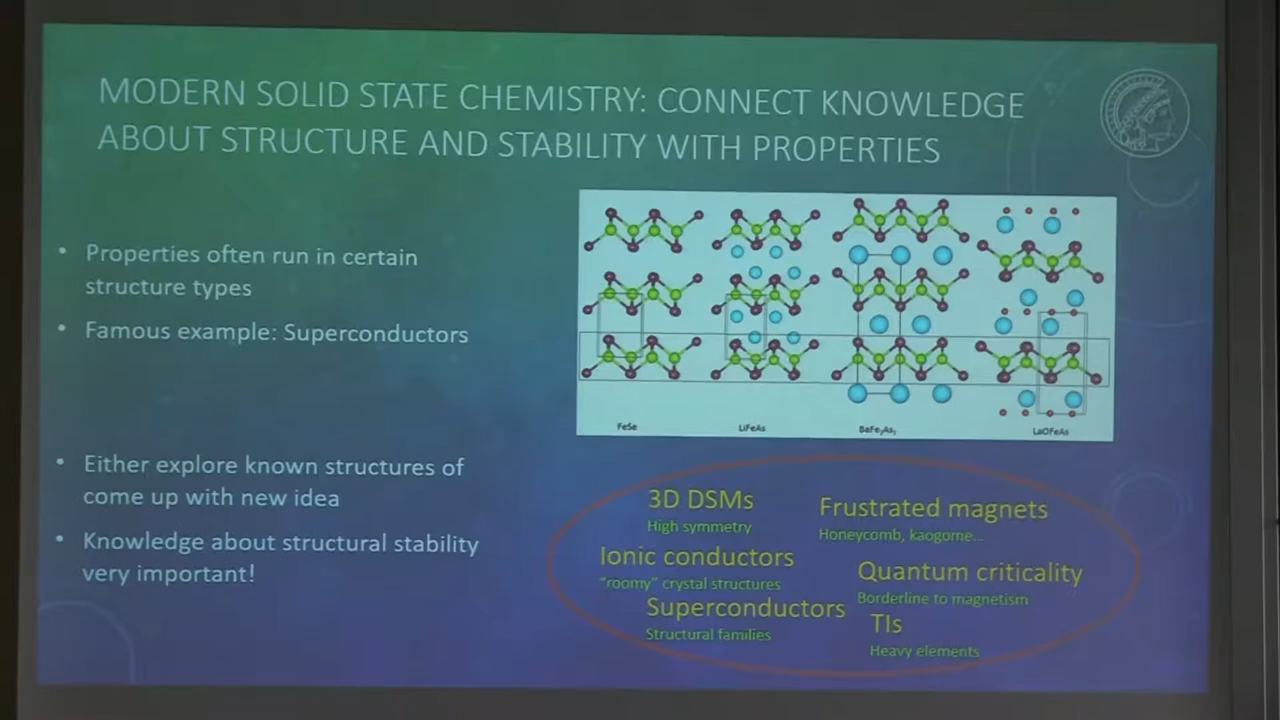 MODERN SOLID STATE CHEMISTRY: CONNECT KNOWLEDGE
ABOUT STRUCTURE AND STABILITY WITH PROPERTIES
• Properties often run in certain
structure types
• Famous example: Superconductors
• Either explore known structures of
come up with new idea
• Knowledge about structural stability
very important!
FeSe
LiFeAs
BaFe₂As₂
LaOFeAs
3D DSMs
High symmetry
Frustrated magnets
Honeycomb, kaogome...
Ionic conductors
"roomy" crystal structures
Quantum criticality
Borderline to magnetism
Superconductors
Structural families
TIs
Heavy elements